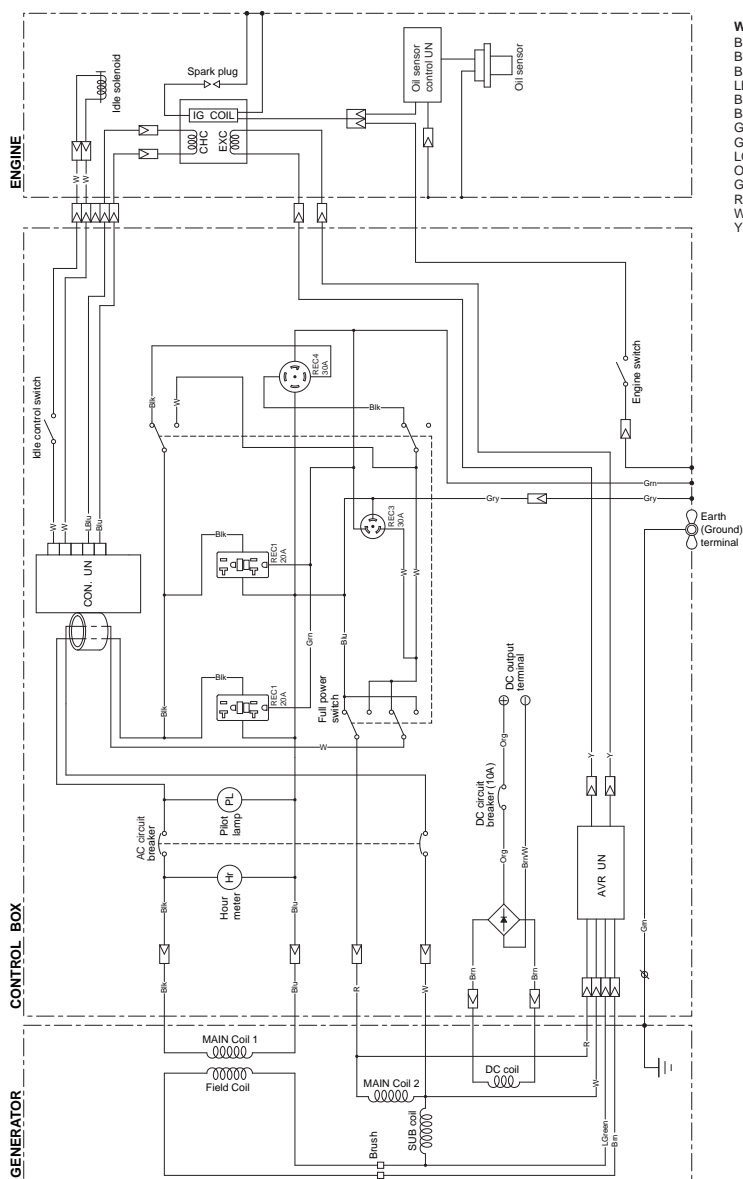 W
B
B
B
L
B
B
G
G
LG
O
G
R
W
Y
ENGINE
Idle solenoid
Spark plug
IG COIL
CHC
EXC
Oil sensor
control UN
Oil sensor
W
W
CONTROL BOX
Idle control switch
W
W
LBlu
Blu
CON. UN
Blk
W
REC4
30A
Blk
Engine switch
Grn
Gry
Gry
Earth
(Ground)
terminal
Blk
REC1
20A
REC3
30A
W
W
Blk
Blk
REC1
20A
Grn
Blu
Full power
switch
W
AC circuit
breaker
PL
Pilot
lamp
Hr
Hour
meter
Blk
Blu
DC output
terminal
Org
DC circuit
breaker (10A)
Org
Brn/W
Brn
Brn
Y
Y
AVR UN
Grn
Blk
Blu
R
W
GENERATOR
MAIN Coil 1
Field Coil
MAIN Coil 2
SUB coil
DC coil
Brush
R
W
LGreen
Brn